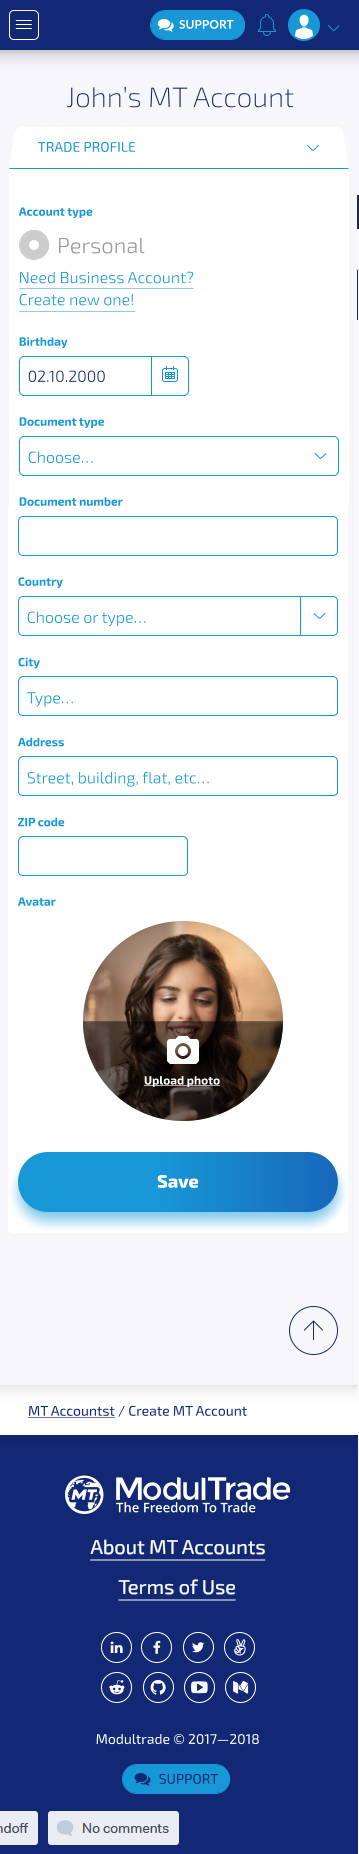 SUPPORT
John's MT Account
TRADE PROFILE
Account type
Personal
Need Business Account?
Create new one!
Birthday
02.10.2000
Document type
Choose...
Document number
Country
Choose or type...
City
Type...
Address
Street, building, flat, etc...
ZIP code
Avatar
Upload photo
Save
MT Accountst / Create MT Account
MT
ModulTrade
The Freedom To Trade
About MT Accounts
Terms of Use
in f
Modultrade © 2017—2018
SUPPORT
ndoff No comments